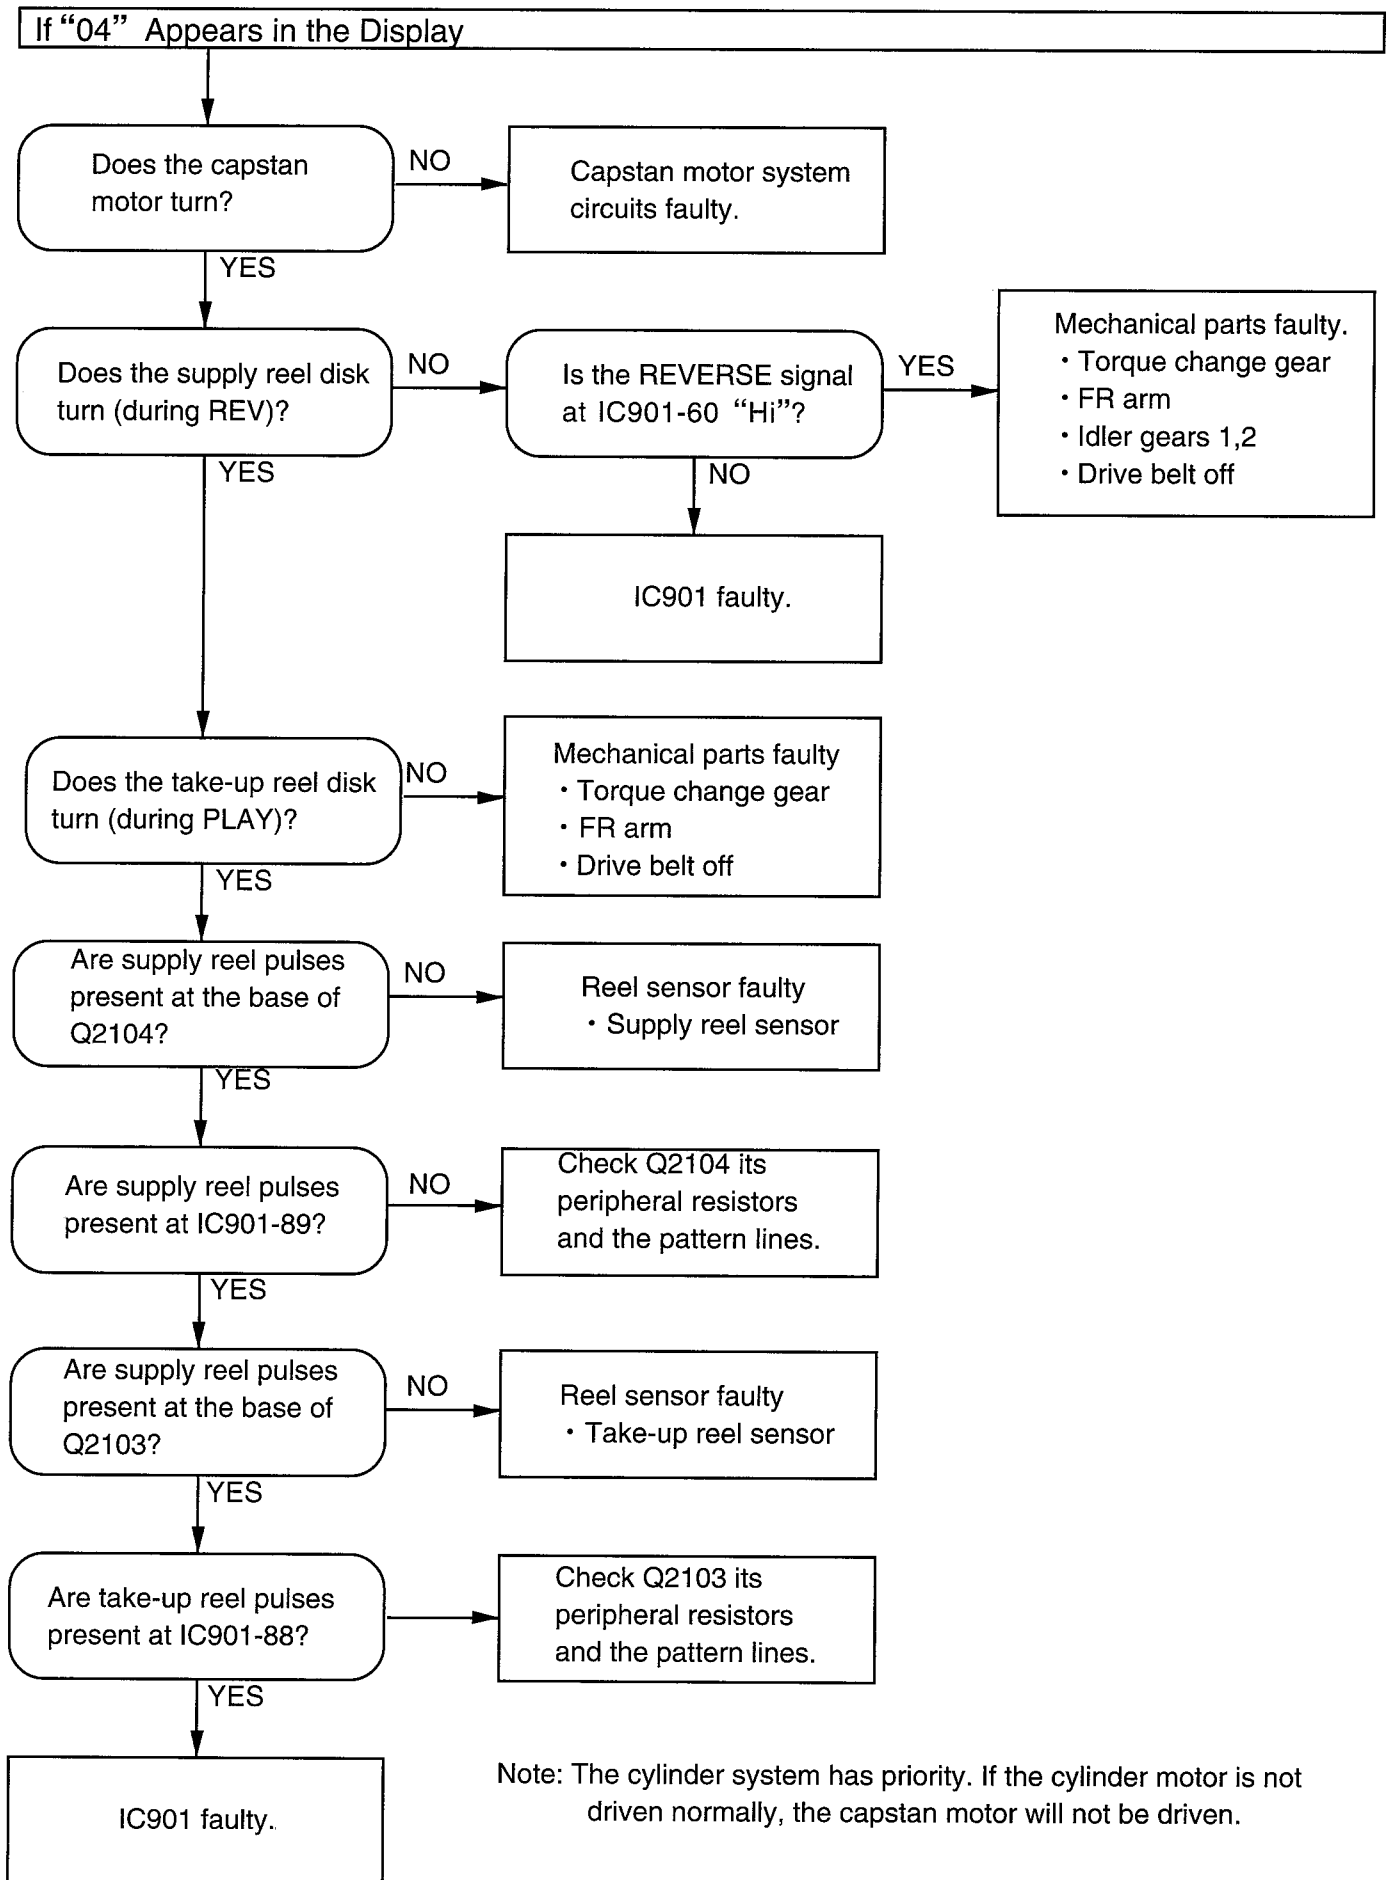 If “04” Appears in the Display
Does the capstan
motor turn?
NO
Capstan motor system
circuits faulty.
YES
Does the supply reel disk
turn (during REV)?
NO
Is the REVERSE signal
at IC901-60 “Hi”?
YES
Mechanical parts faulty.
・Torque change gear
・FR arm
・Idler gears 1,2
・Drive belt off
YES
NO
IC901 faulty.
Does the take-up reel disk
turn (during PLAY)?
NO
Mechanical parts faulty
・Torque change gear
・FR arm
・Drive belt off
YES
Are supply reel pulses
present at the base of
Q2104?
NO
Reel sensor faulty
・Supply reel sensor
YES
Are supply reel pulses
present at IC901-89?
NO
Check Q2104 its
peripheral resistors
and the pattern lines.
YES
Are supply reel pulses
present at the base of
Q2103?
NO
Reel sensor faulty
・Take-up reel sensor
YES
Are take-up reel pulses
present at IC901-88?
Check Q2103 its
peripheral resistors
and the pattern lines.
YES
IC901 faulty.
Note: The cylinder system has priority. If the cylinder motor is not
driven normally, the capstan motor will not be driven.